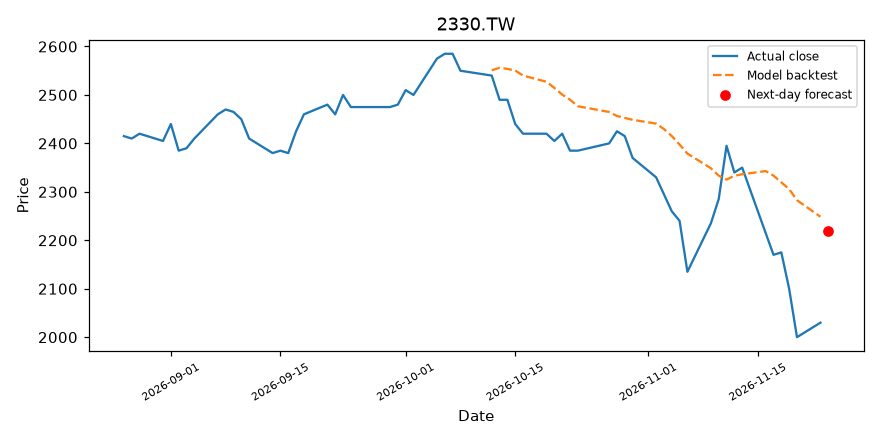 2330.TW
Actual close
Model backtest
Next-day forecast
Price
2600
2500
2400
2300
2200
2100
2000
2026-09-01
2026-09-15
2026-10-01
2026-10-15
2026-11-01
2026-11-15
Date